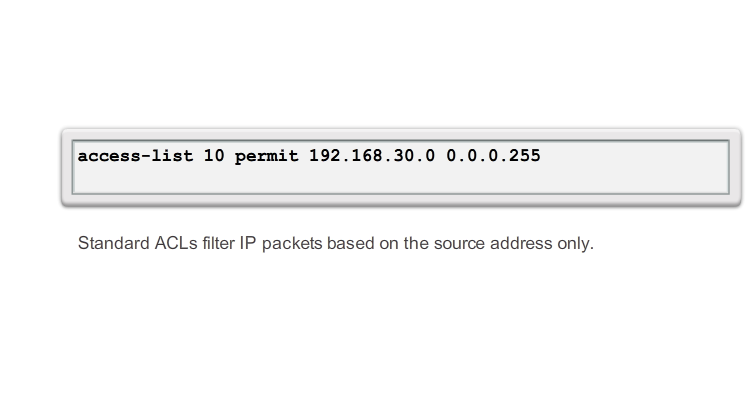 access-list 10 permit 192.168.30.0 0.0.0.255
Standard ACLs filter IP packets based on the source address only.